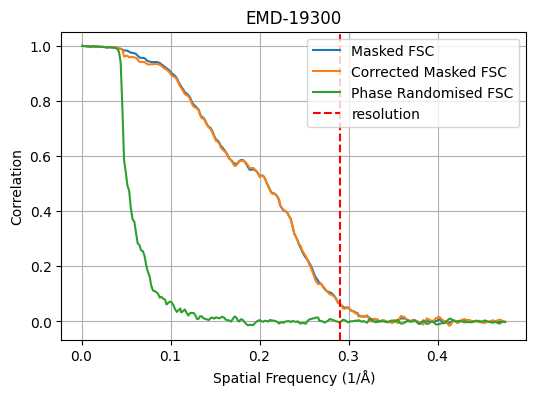 EMD-19300
Masked FSC
Corrected Masked FSC
Phase Randomised FSC
resolution
Correlation
1.0
0.8
0.6
0.4
0.2
0.0
0.0 0.1 0.2 0.3 0.4
Spatial Frequency (1/Å)